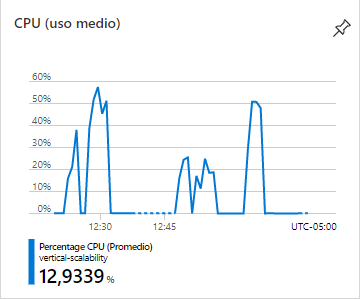 CPU (uso medio)
60%
50%
40%
30%
20%
10%
0%
12:30 12:45 UTC-05:00
Percentage CPU (Promedio)
vertical-scalability
12,9339 %